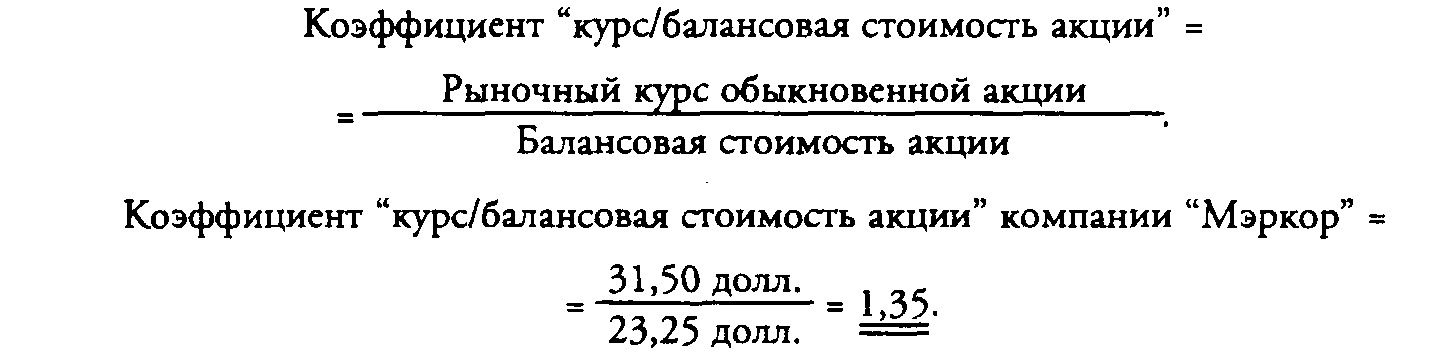 Коэффициент “курс/балансовая стоимость акции” =
= Рыночный курс обыкновенной акции
Балансовая стоимость акции.
Коэффициент “курс/балансовая стоимость акции” компании “Мэркор” =
= 31,50 долл. = 1,35.
23,25 долл.